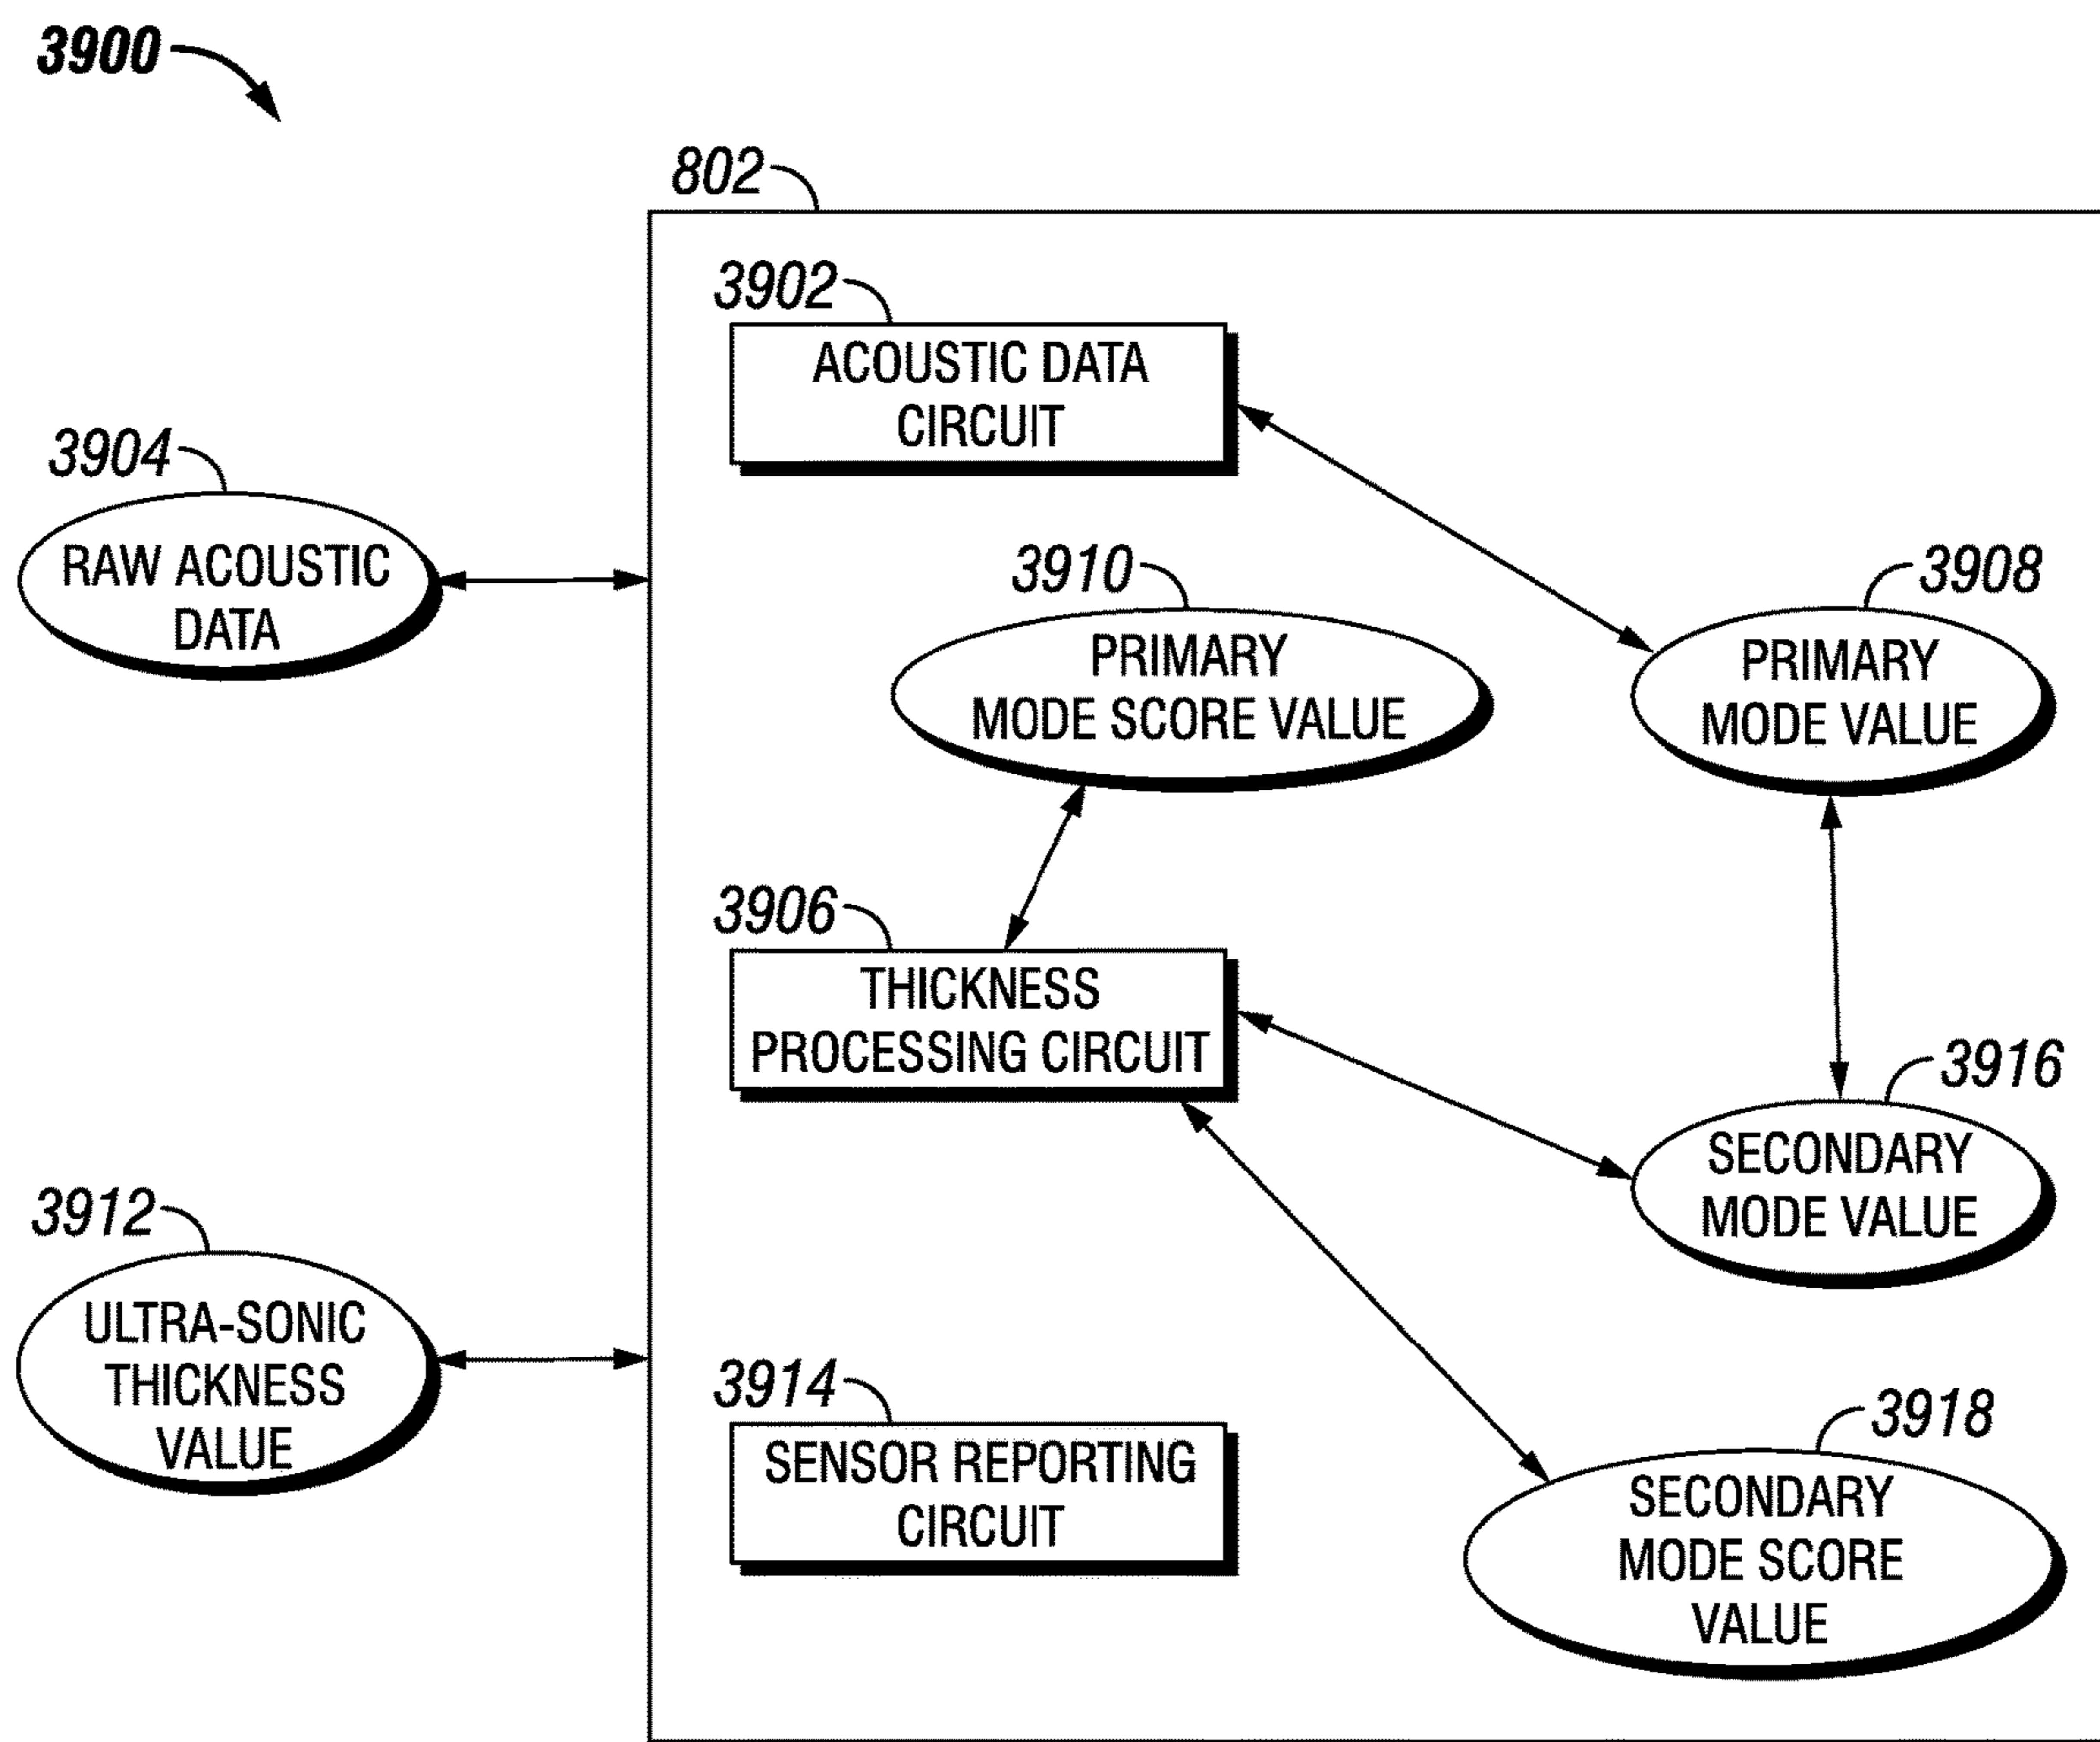 3900
802
3902
ACOUSTIC DATA
CIRCUIT
3904
RAW ACOUSTIC
DATA
3910
PRIMARY
MODE SCORE VALUE
3908
PRIMARY
MODE VALUE
3906
THICKNESS
PROCESSING CIRCUIT
3916
SECONDARY
MODE VALUE
3912
ULTRA-SONIC
THICKNESS
VALUE
3914
SENSOR REPORTING
CIRCUIT
3918
SECONDARY
MODE SCORE
VALUE